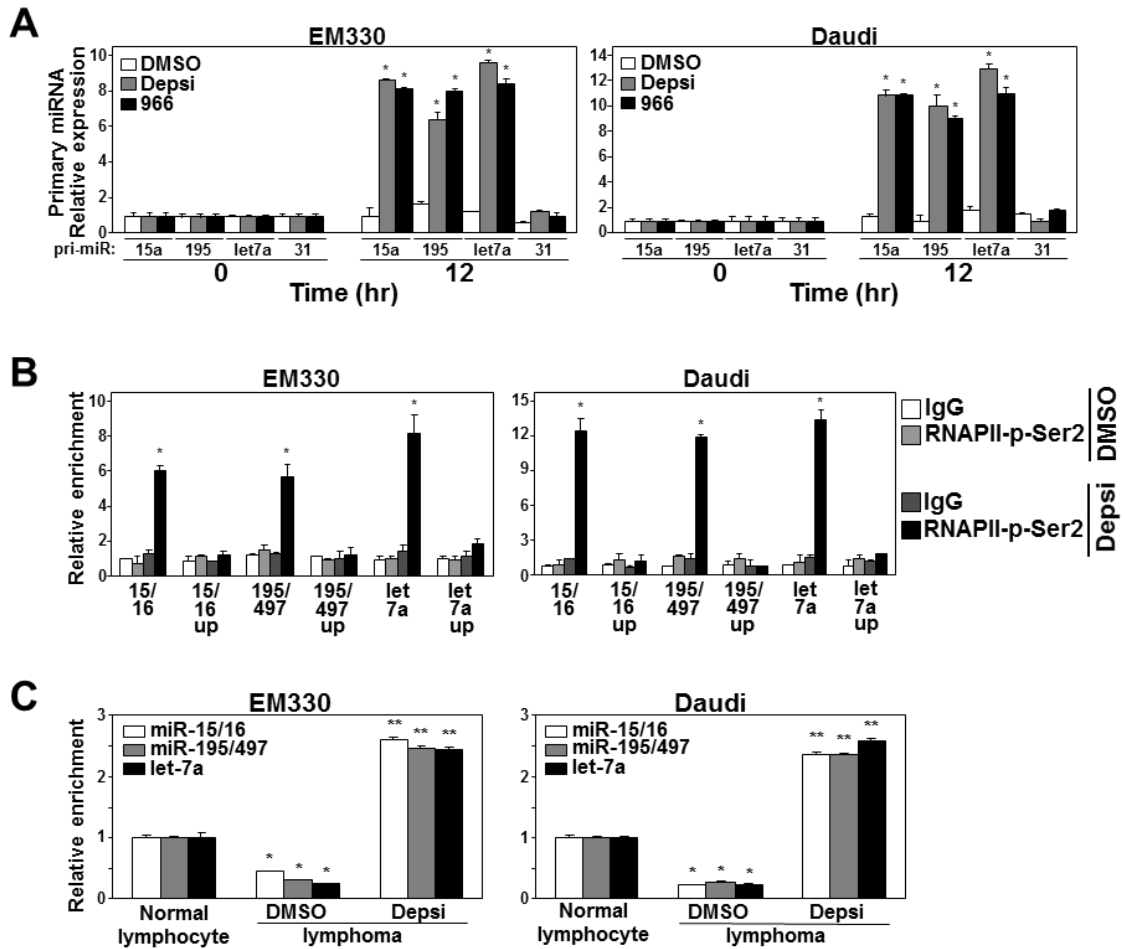 A
EM330
Daudi
Primary miRNA
Relative expression
10
8
6
4
2
0
DMSO
Depsi
966
* * * * * *
14
12
10
8
6
4
2
0
DMSO
Depsi
966
* * * * * *
pri-miR: 15a 195 let7a 31 15a 195 let7a 31
0 12
Time (hr)
15a 195 let7a 31 15a 195 let7a 31
0 12
Time (hr)
B
EM330
Daudi
Relative enrichment
10
8
6
4
2
0
* * *
15/16 15/16 up 195/497 195/497 up let 7a let 7a up
15
12
9
6
3
0
* * *
15/16 15/16 up 195/497 195/497 up let 7a let 7a up
IgG
RNAPII-p-Ser2
DMSO
IgG
RNAPII-p-Ser2
Depsi
C
EM330
Daudi
Relative enrichment
3
2
1
0
miR-15/16
miR-195/497
let-7a
* * * ** ** **
Normal lymphocyte
DMSO Depsi
lymphoma
3
2
1
0
miR-15/16
miR-195/497
let-7a
* * * ** ** **
Normal lymphocyte
DMSO Depsi
lymphoma